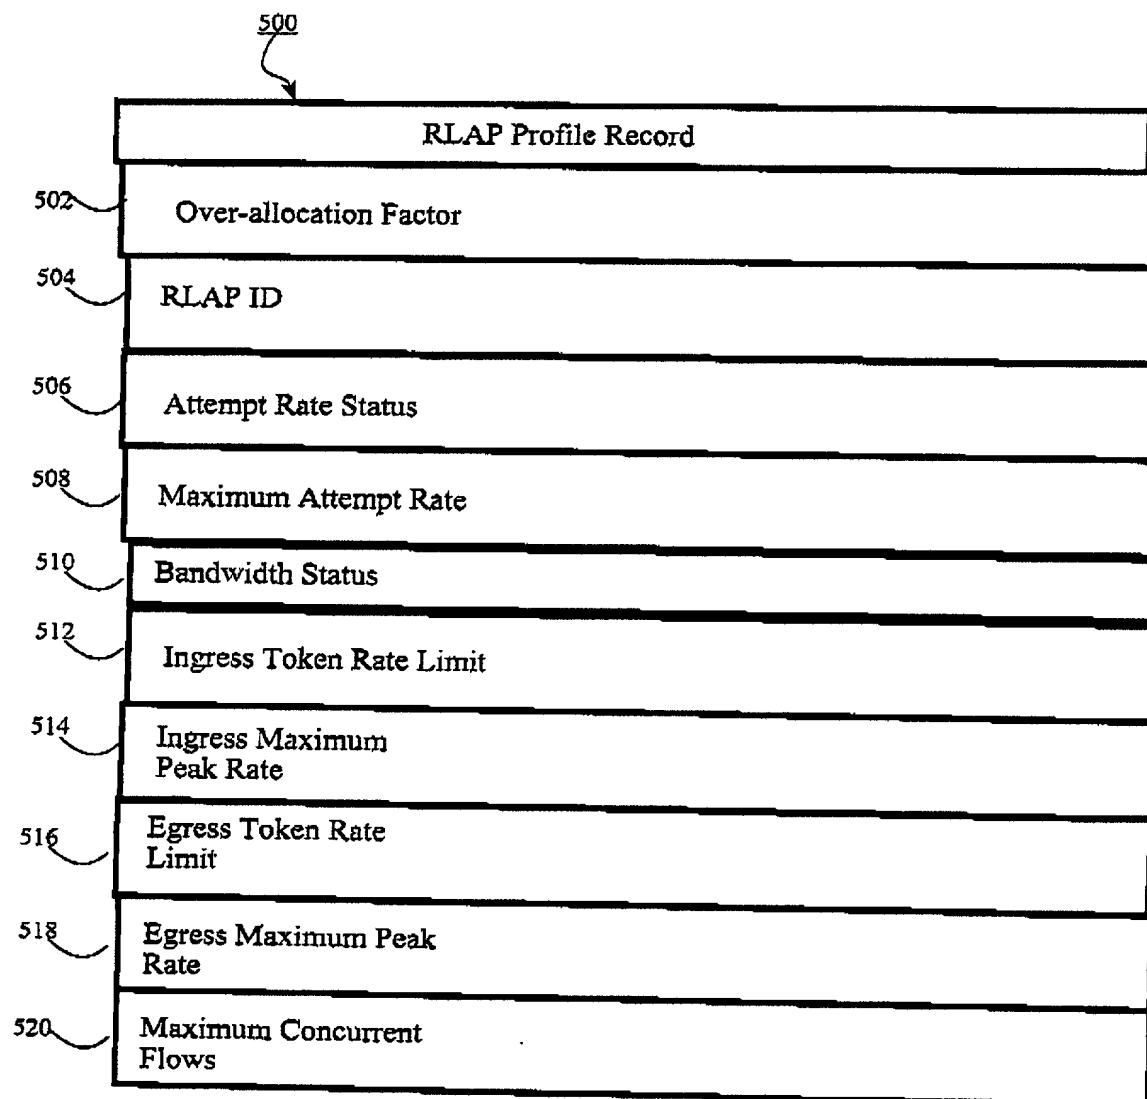 500
RLAP Profile Record
502
Over-allocation Factor
504
RLAP ID
506
Attempt Rate Status
508
Maximum Attempt Rate
510
Bandwidth Status
512
Ingress Token Rate Limit
514
Ingress Maximum
Peak Rate
516
Egress Token Rate
Limit
518
Egress Maximum Peak
Rate
520
Maximum Concurrent
Flows